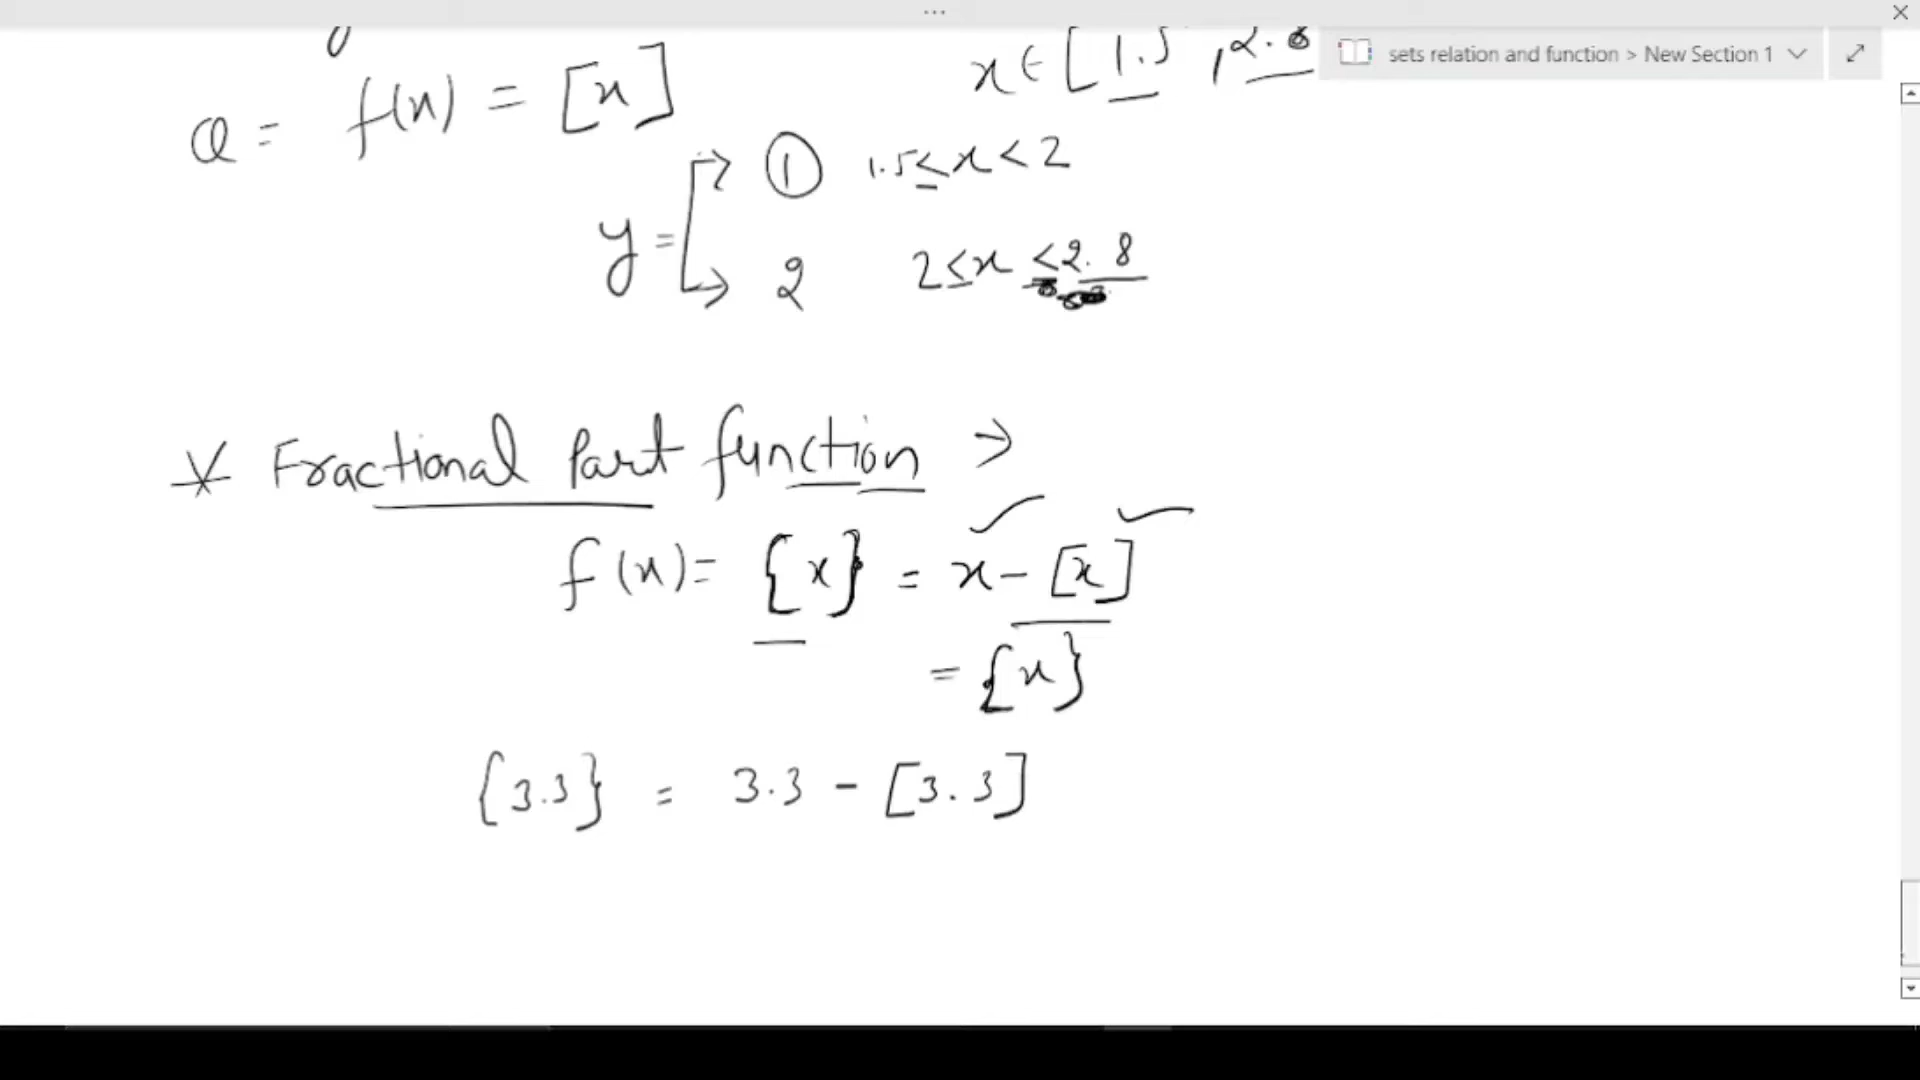 sets relation and function > New Section 1
Q = f(x) = [x] x ∈ [1.5, 2.8
y = 1 1.5 ≤ x < 2
2 2 ≤ x ≤ 2.8
* Fractional Part function →
f(x) = {x} = x - [x]
= {x}
{3.3} = 3.3 - [3.3]